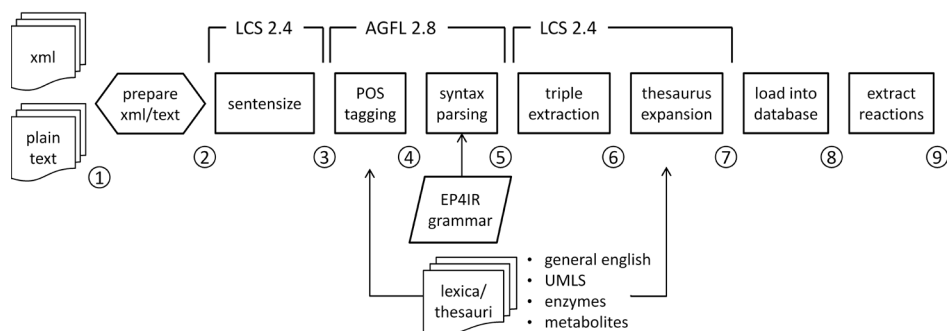 LCS 2.4
AGFL 2.8
LCS 2.4
xml
plain
text
prepare
xml/text
sentensize
POS
tagging
syntax
parsing
triple
extraction
thesaurus
expansion
load into
database
extract
reactions
①
②
③
④
⑤
⑥
⑦
⑧
⑨
EP4IR
grammar
lexica/
thesauri
• general english
• UMLS
• enzymes
• metabolites